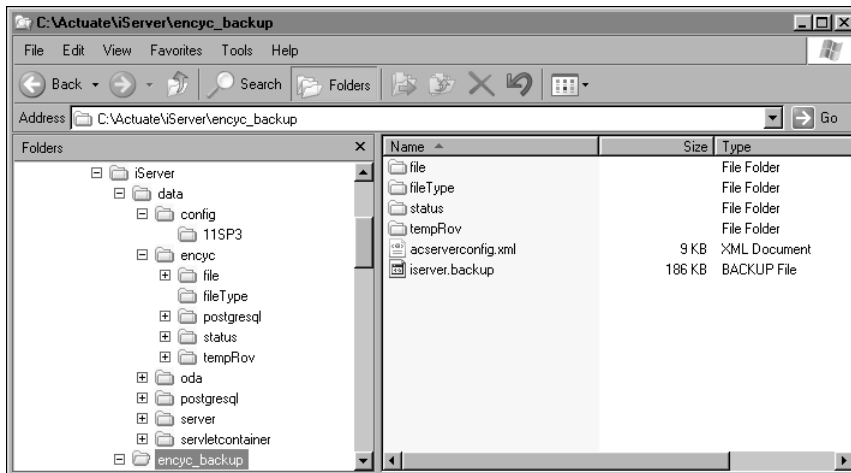 C:\Actuate\iServer\encyc_backup
File Edit View Favorites Tools Help
Back Search Folders
Address C:\Actuate\iServer\encyc_backup Go
Folders
iServer
data
config
11SP3
encyc
file
fileType
postgresql
status
tempRov
oda
postgresql
server
servletcontainer
encyc_backup
Name Size Type
file File Folder
fileType File Folder
status File Folder
tempRov File Folder
acserverconfig.xml 9 KB XML Document
iserver.backup 186 KB BACKUP File